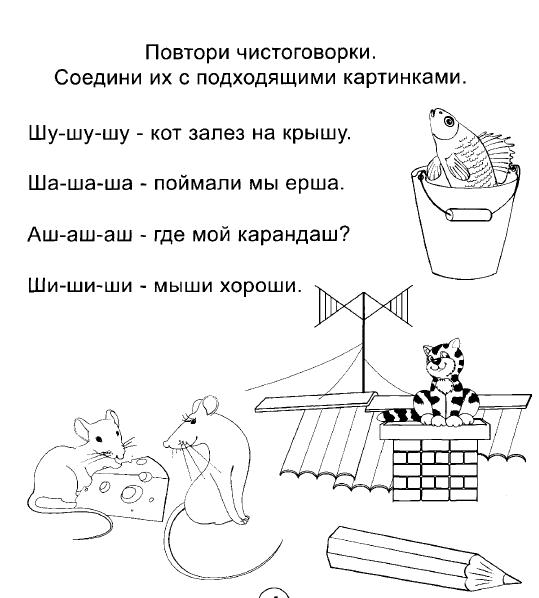 Повтори чистоговорки.
Соедини их с подходящими картинками.
Шу-шу-шу - кот залез на крышу.
Ша-ша-ша - поймали мы ерша.
Аш-аш-аш - где мой карандаш?
Ши-ши-ши - мыши хороши.